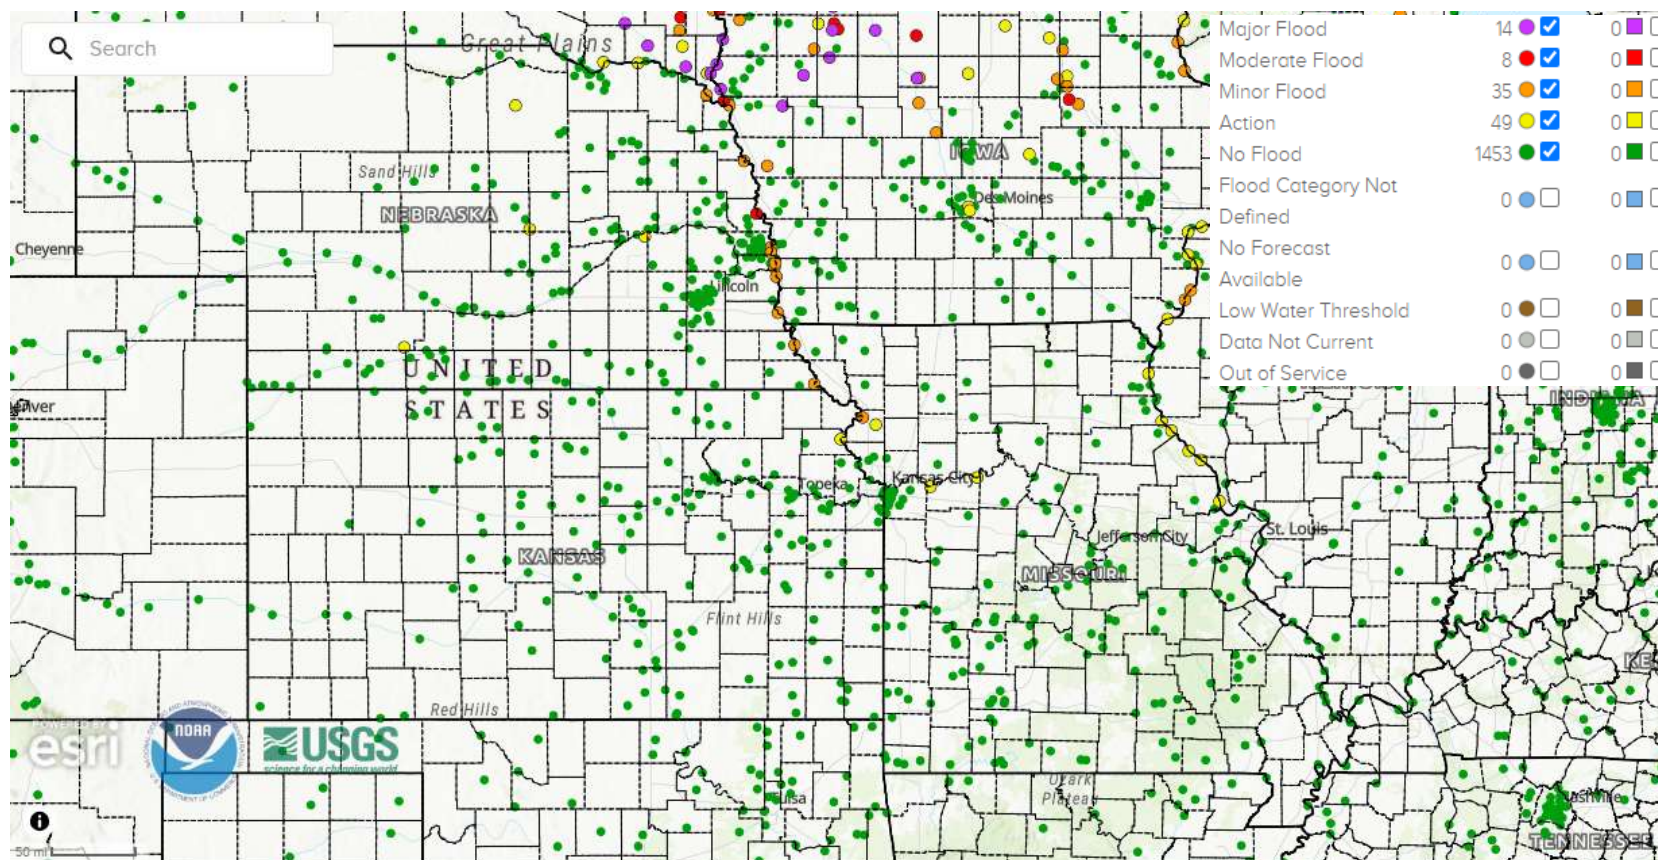 Search
Great Plains
Major Flood 14 0
Moderate Flood 8 0
Minor Flood 35 0
Action 49 0
No Flood 1453 0
Flood Category Not
Defined 0 0
No Forecast
Available 0 0
Low Water Threshold 0 0
Data Not Current 0 0
Out of Service 0 0
IOWA
Sand Hills
Des Moines
NEBRASKA
Cheyenne
Lincoln
UNITED
STATES
INDIANA
Kansas City
Topeka
St. Louis
Jefferson City
KANSAS
MISSOURI
Flint Hills
Red Hills
POWERED BY
esri
NOAA
USGS
science for a changing world
Ozark
Plateau
Tulsa
Nashville
TENNESSEE
50 mi